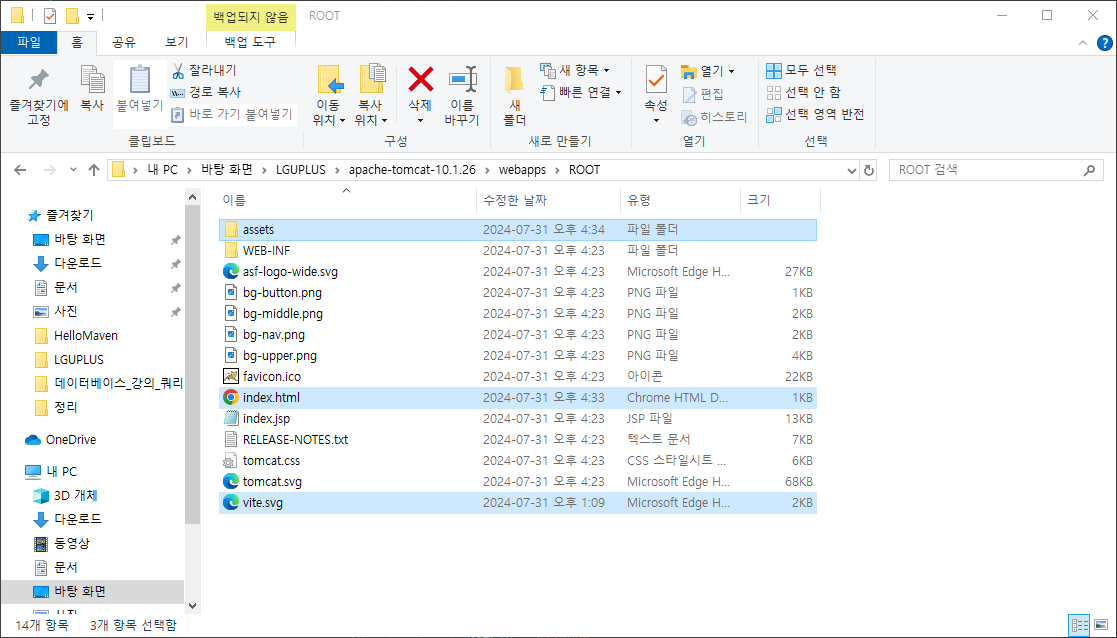 백업되지 않음 ROOT
파일 홈 공유 보기 백업 도구
즐겨찾기에 고정
복사
붙여넣기
잘라내기
경로 복사
바로 가기 붙여넣기
클립보드
이동 위치
복사 위치
삭제
이름 바꾸기
구성
새 폴더
새 항목
빠른 연결
새로 만들기
속성
열기
편집
히스토리
열기
모두 선택
선택 안 함
선택 영역 반전
선택
내 PC > 바탕 화면 > LGUPLUS > apache-tomcat-10.1.26 > webapps > ROOT
ROOT 검색
즐겨찾기
바탕 화면
다운로드
문서
사진
HelloMaven
LGUPLUS
데이터베이스_강의_쿼리
정리
OneDrive
내 PC
3D 개체
다운로드
동영상
문서
바탕 화면
사진
이름 수정한 날짜 유형 크기
assets 2024-07-31 오후 4:34 파일 폴더
WEB-INF 2024-07-31 오후 4:23 파일 폴더
asf-logo-wide.svg 2024-07-31 오후 4:23 Microsoft Edge H... 27KB
bg-button.png 2024-07-31 오후 4:23 PNG 파일 1KB
bg-middle.png 2024-07-31 오후 4:23 PNG 파일 2KB
bg-nav.png 2024-07-31 오후 4:23 PNG 파일 2KB
bg-upper.png 2024-07-31 오후 4:23 PNG 파일 4KB
favicon.ico 2024-07-31 오후 4:23 아이콘 22KB
index.html 2024-07-31 오후 4:33 Chrome HTML D... 1KB
index.jsp 2024-07-31 오후 4:23 JSP 파일 13KB
RELEASE-NOTES.txt 2024-07-31 오후 4:23 텍스트 문서 7KB
tomcat.css 2024-07-31 오후 4:23 CSS 스타일시트 ... 6KB
tomcat.svg 2024-07-31 오후 4:23 Microsoft Edge H... 68KB
vite.svg 2024-07-31 오후 1:09 Microsoft Edge H... 2KB
14개 항목 3개 항목 선택함